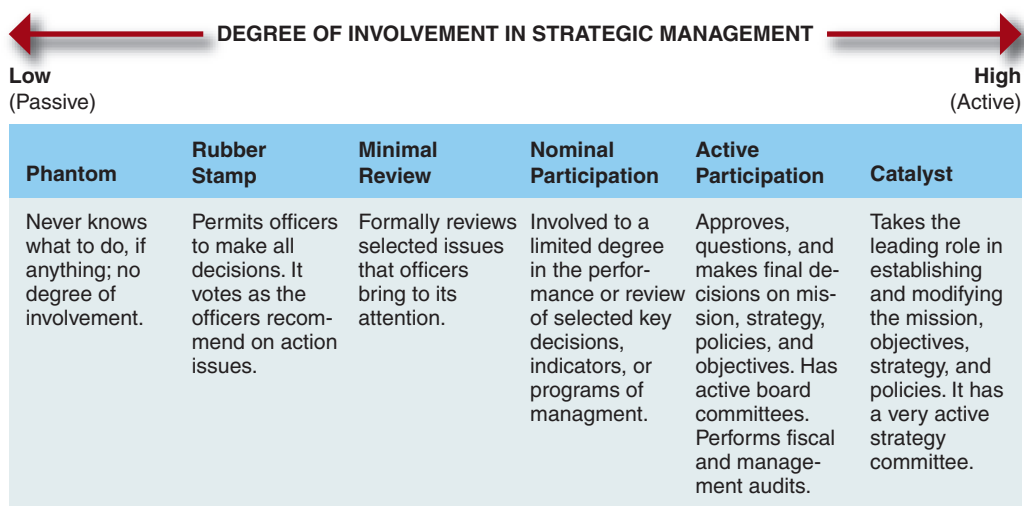 DEGREE OF INVOLVEMENT IN STRATEGIC MANAGEMENT
Low
(Passive)
High
(Active)
Phantom
Rubber
Stamp
Minimal
Review
Nominal
Participation
Active
Participation
Catalyst
Never knows
what to do, if
anything; no
degree of
involvement.
Permits officers
to make all
decisions. It
votes as the
officers recom-
mend on action
issues.
Formally reviews
selected issues
that officers
bring to its
attention.
Involved to a
limited degree
in the perfor-
mance or review
of selected key
decisions,
indicators, or
programs of
managment.
Approves,
questions, and
makes final de-
cisions on mis-
sion, strategy,
policies, and
objectives. Has
active board
committees.
Performs fiscal
and manage-
ment audits.
Takes the
leading role in
establishing
and modifying
the mission,
objectives,
strategy, and
policies. It has
a very active
strategy
committee.